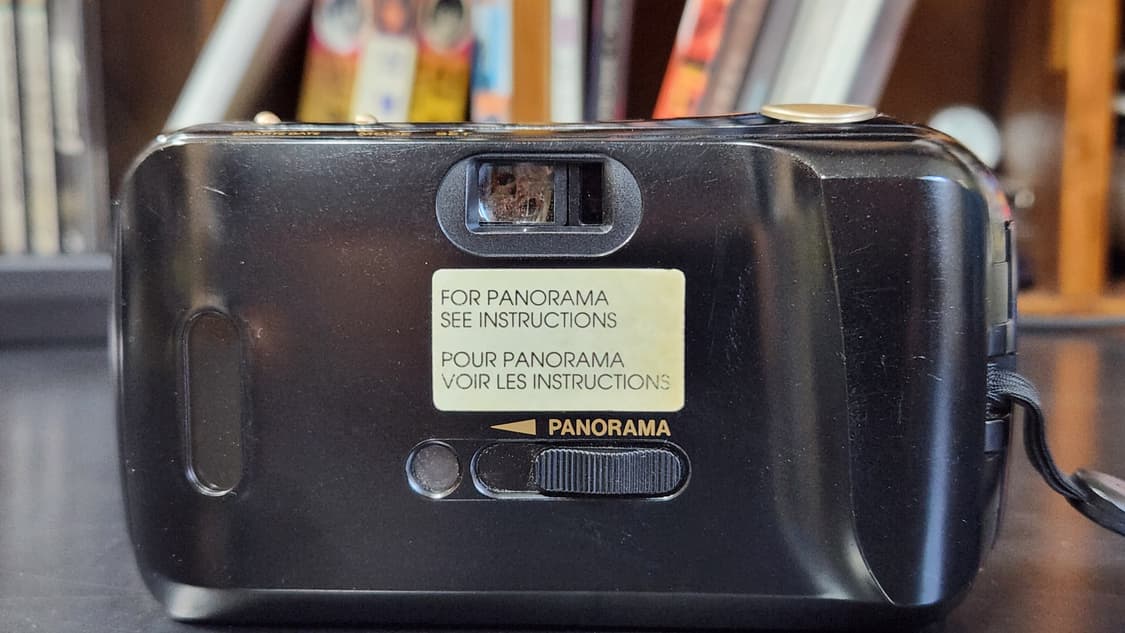 FOR PANORAMA
SEE INSTRUCTIONS
POUR PANORAMA
VOIR LES INSTRUCTIONS
PANORAMA